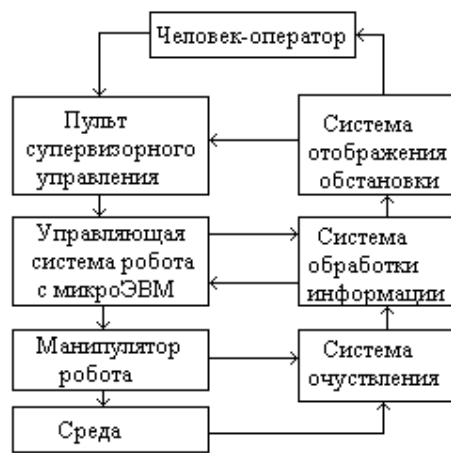 Человек-оператор
Пульт
супервизорного
управления
Система
отображения
обстановки
Управляющая
система робота
с микроЭВМ
Система
обработки
информации
Манипулятор
робота
Система
очуствления
Среда